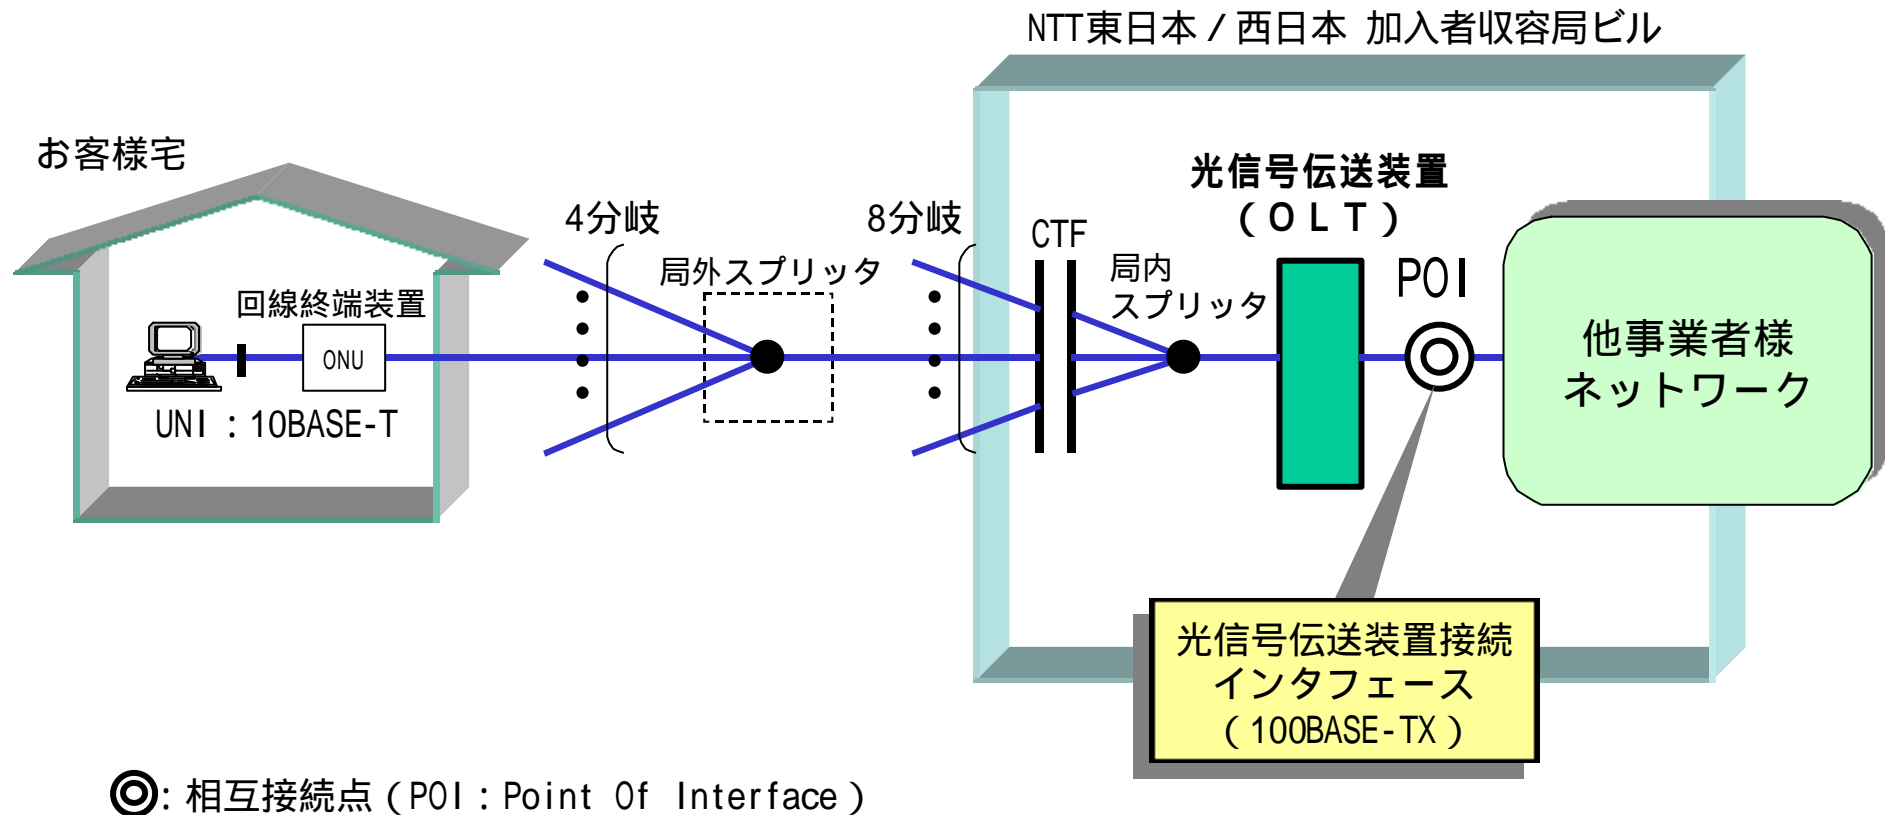 NTT東日本/西日本 加入者収容局ビル
お客様宅
4分岐
8分岐
光信号伝送装置
(OLT)
CTF
局外スプリッタ
局内
スプリッタ
POI
回線終端装置
ONU
UNI:10BASE-T
他事業者様
ネットワーク
光信号伝送装置接続
インタフェース
(100BASE-TX)
◎:相互接続点(POI:Point Of Interface)